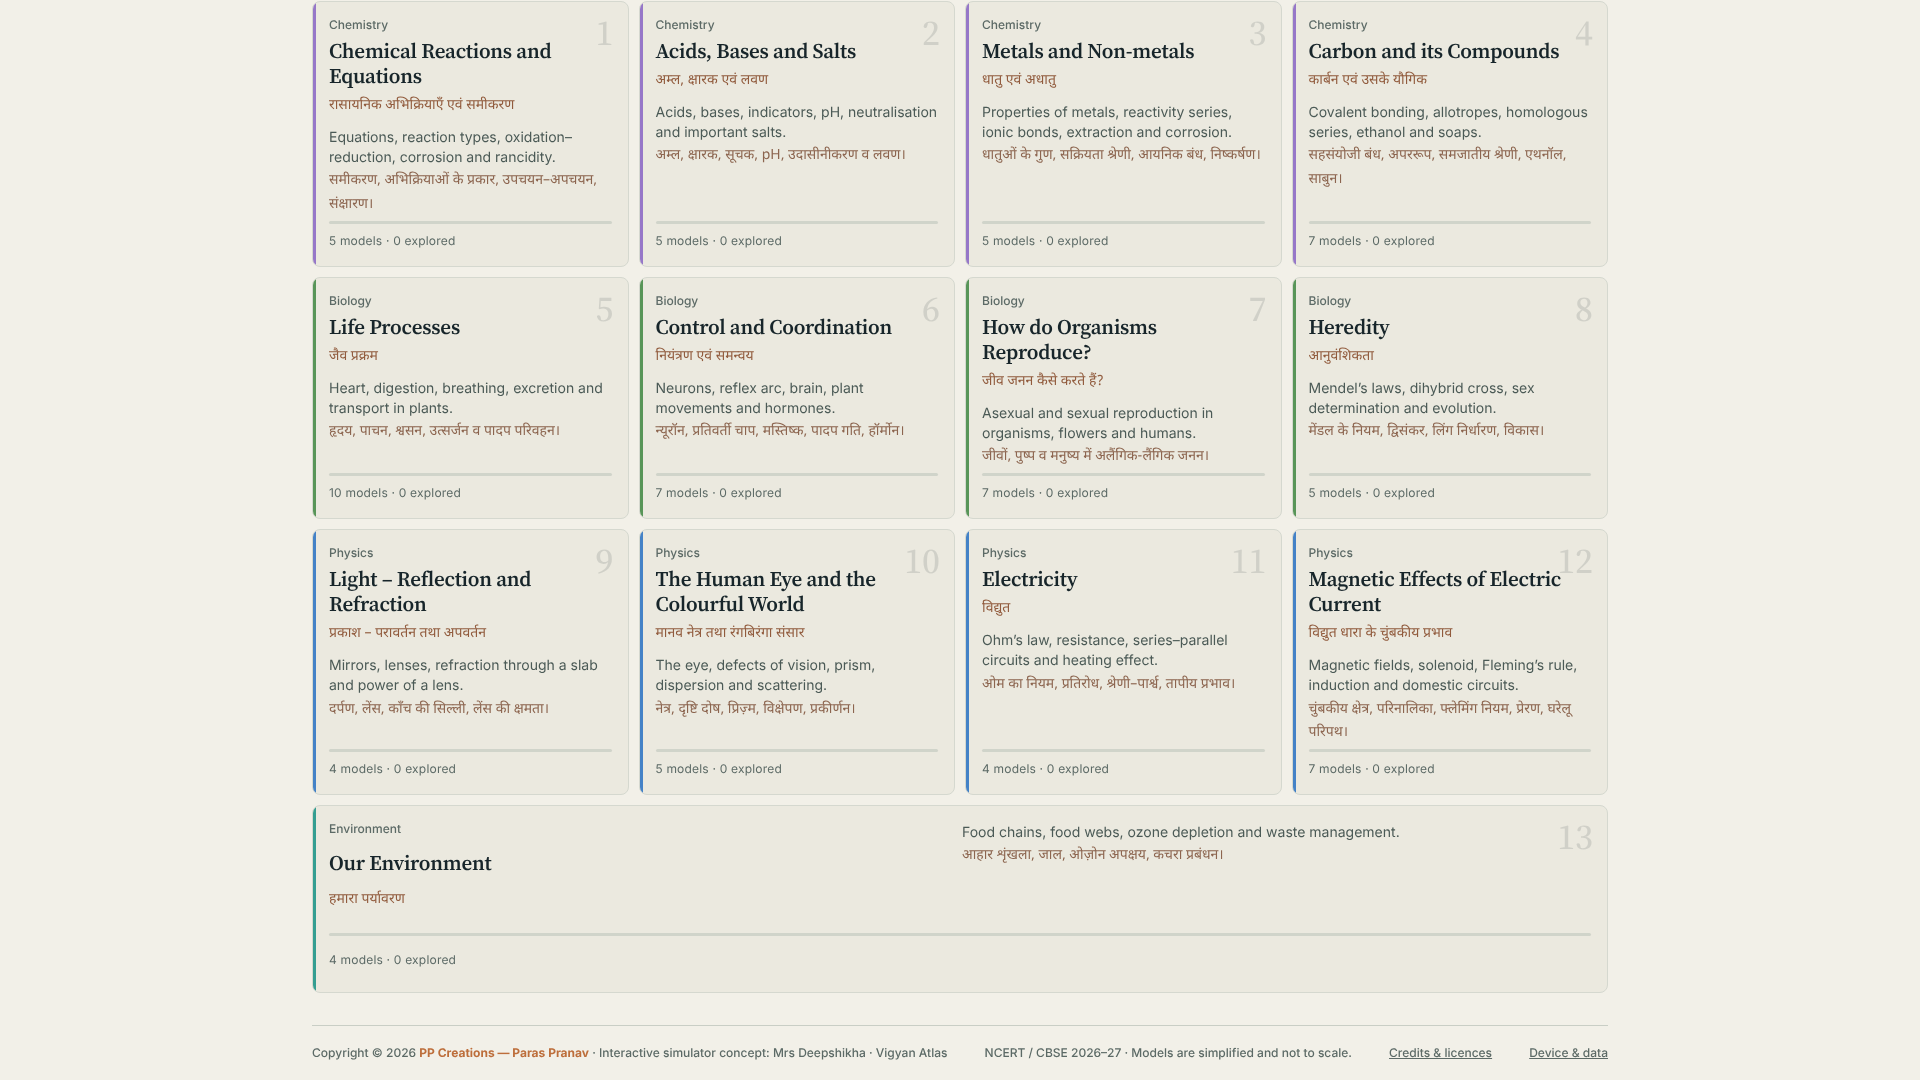 Chemistry
1
Chemical Reactions and
Equations
रासायनिक अभिक्रियाएँ एवं समीकरण
Equations, reaction types, oxidation–
reduction, corrosion and rancidity.
समीकरण, अभिक्रियाओं के प्रकार, उपचयन–अपचयन,
संक्षारण।
5 models · 0 explored
Chemistry
2
Acids, Bases and Salts
अम्ल, क्षारक एवं लवण
Acids, bases, indicators, pH, neutralisation
and important salts.
अम्ल, क्षारक, सूचक, pH, उदासीनीकरण व लवण।
5 models · 0 explored
Chemistry
3
Metals and Non-metals
धातु एवं अधातु
Properties of metals, reactivity series,
ionic bonds, extraction and corrosion.
धातुओं के गुण, सक्रियता श्रेणी, आयनिक बंध, निष्कर्षण।
5 models · 0 explored
Chemistry
4
Carbon and its Compounds
कार्बन एवं उसके यौगिक
Covalent bonding, allotropes, homologous
series, ethanol and soaps.
सहसंयोजी बंध, अपररूप, समजातीय श्रेणी, एथनॉल,
साबुन।
7 models · 0 explored
Biology
5
Life Processes
जैव प्रक्रम
Heart, digestion, breathing, excretion and
transport in plants.
हृदय, पाचन, श्वसन, उत्सर्जन व पादप परिवहन।
10 models · 0 explored
Biology
6
Control and Coordination
नियंत्रण एवं समन्वय
Neurons, reflex arc, brain, plant
movements and hormones.
न्यूरॉन, प्रतिवर्ती चाप, मस्तिष्क, पादप गति, हॉर्मोन।
7 models · 0 explored
Biology
7
How do Organisms
Reproduce?
जीव जनन कैसे करते हैं?
Asexual and sexual reproduction in
organisms, flowers and humans.
जीवों, पुष्प व मनुष्य में अलैंगिक-लैंगिक जनन।
7 models · 0 explored
Biology
8
Heredity
आनुवंशिकता
Mendel’s laws, dihybrid cross, sex
determination and evolution.
मेंडल के नियम, द्विसंकर, लिंग निर्धारण, विकास।
5 models · 0 explored
Physics
9
Light – Reflection and
Refraction
प्रकाश – परावर्तन तथा अपवर्तन
Mirrors, lenses, refraction through a slab
and power of a lens.
दर्पण, लेंस, काँच की सिल्ली, लेंस की क्षमता।
4 models · 0 explored
Physics
10
The Human Eye and the
Colourful World
मानव नेत्र तथा रंगबिरंगा संसार
The eye, defects of vision, prism,
dispersion and scattering.
नेत्र, दृष्टि दोष, प्रिज़्म, विक्षेपण, प्रकीर्णन।
5 models · 0 explored
Physics
11
Electricity
विद्युत
Ohm’s law, resistance, series–parallel
circuits and heating effect.
ओम का नियम, प्रतिरोध, श्रेणी–पार्श्व, तापीय प्रभाव।
4 models · 0 explored
Physics
12
Magnetic Effects of Electric
Current
विद्युत धारा के चुंबकीय प्रभाव
Magnetic fields, solenoid, Fleming’s rule,
induction and domestic circuits.
चुंबकीय क्षेत्र, परिनालिका, फ्लेमिंग नियम, प्रेरण, घरेलू
परिपथ।
7 models · 0 explored
Environment
13
Our Environment
हमारा पर्यावरण
Food chains, food webs, ozone depletion and waste management.
आहार शृंखला, जाल, ओज़ोन अपक्षय, कचरा प्रबंधन।
4 models · 0 explored
Copyright © 2026 PP Creations — Paras Pranav · Interactive simulator concept: Mrs Deepshikha · Vigyan Atlas
NCERT / CBSE 2026–27 · Models are simplified and not to scale.
Credits & licences
Device & data